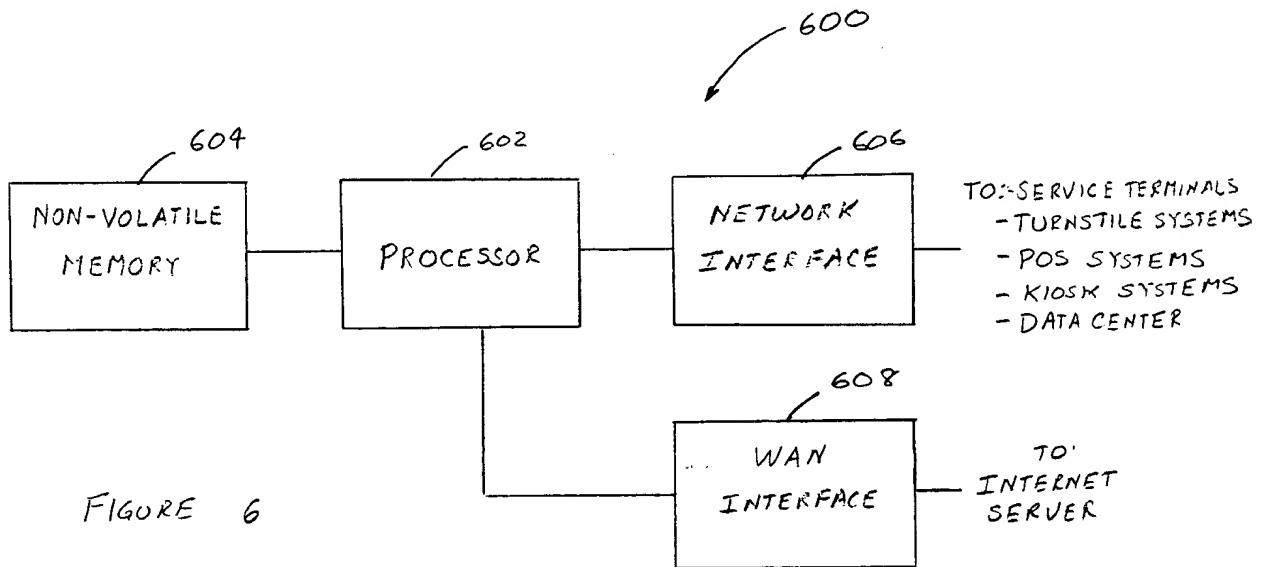 600
604
602
606
NON-VOLATILE
MEMORY
PROCESSOR
NETWORK
INTERFACE
TO:-SERVICE TERMINALS
- TURNSTILE SYSTEMS
- POS SYSTEMS
- KIOSK SYSTEMS
- DATA CENTER
608
WAN
INTERFACE
TO
INTERNET
SERVER
FIGURE 6